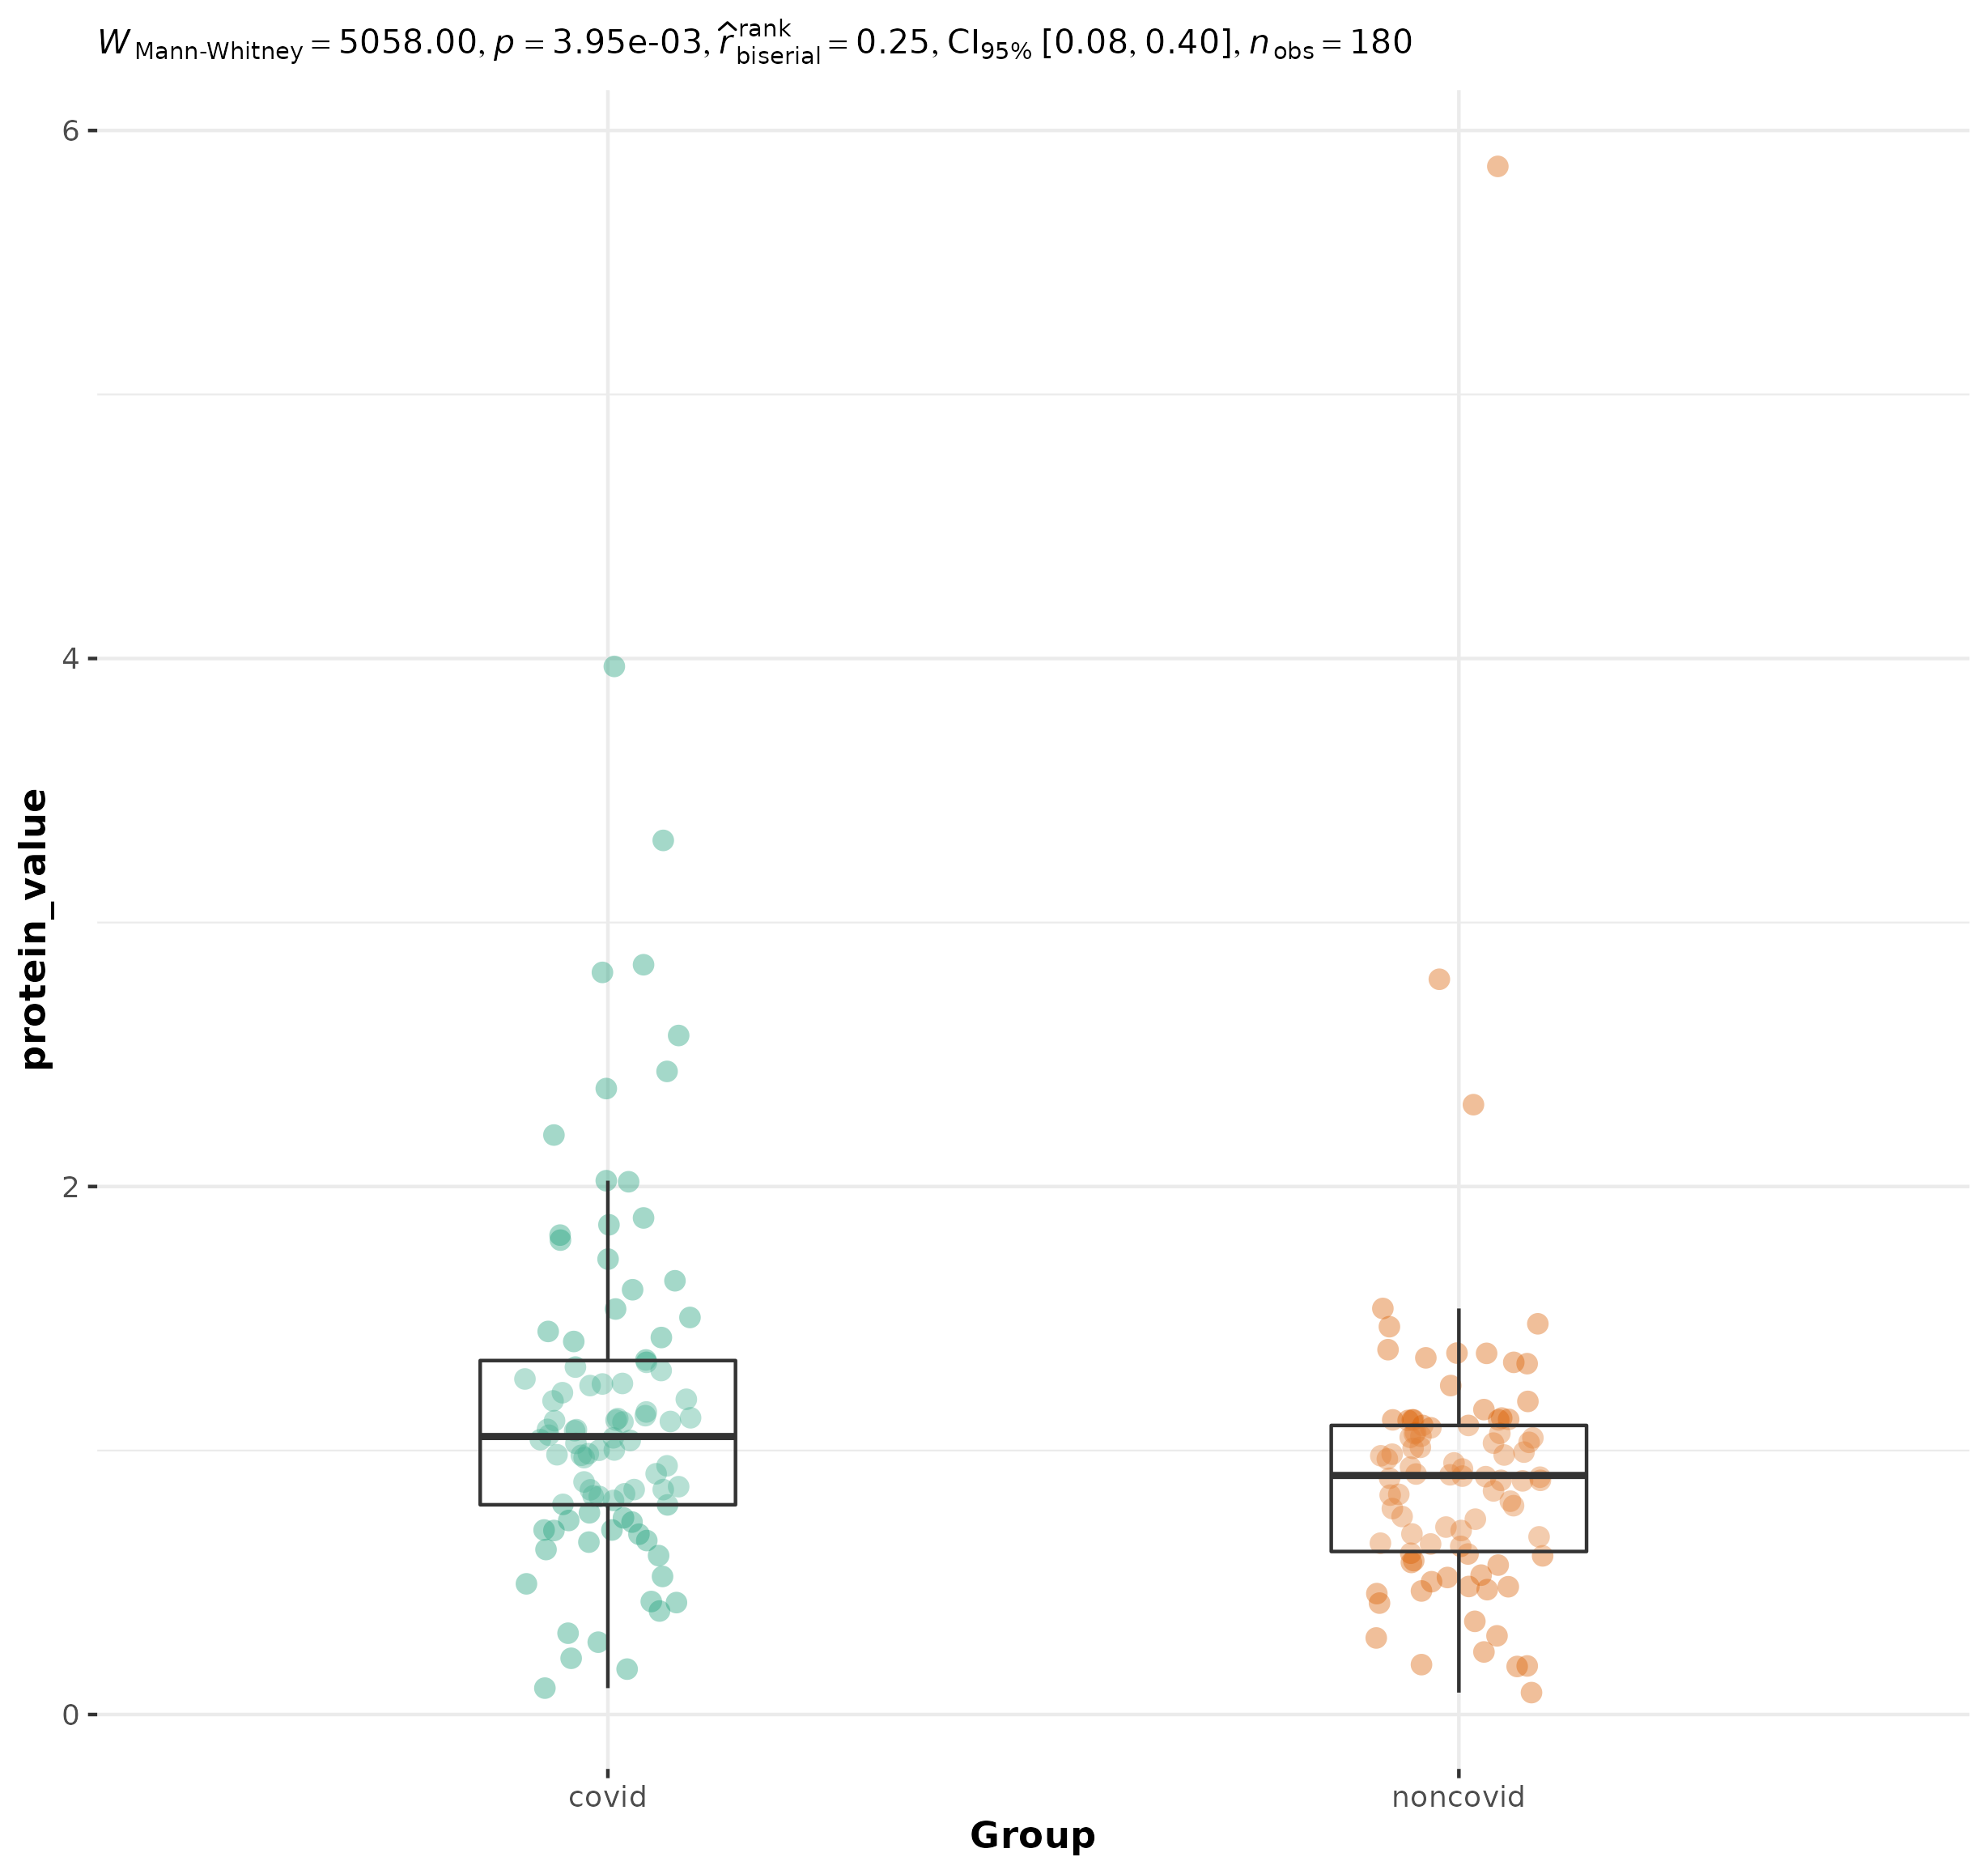 W Mann-Whitney = 5058.00, p = 3.95e-03, r̂ rank biserial = 0.25, CI95% [0.08, 0.40], nobs = 180
6
4
2
0
protein_value
covid noncovid
Group